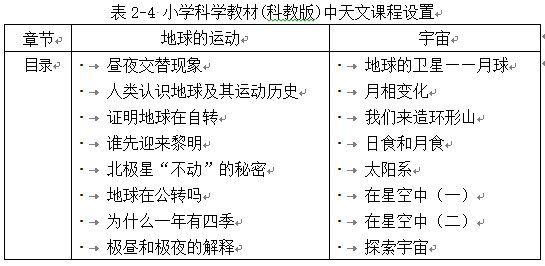 表 2-4 小学科学教材(科教版)中天文课程设置
章节 地球的运动 宇宙
目录 昼夜交替现象 地球的卫星——月球
人类认识地球及其运动历史 月相变化
证明地球在自转 我们来造环形山
谁先迎来黎明 日食和月食
北极星“不动”的秘密 太阳系
地球在公转吗 在星空中（一）
为什么一年有四季 在星空中（二）
极昼和极夜的解释 探索宇宙